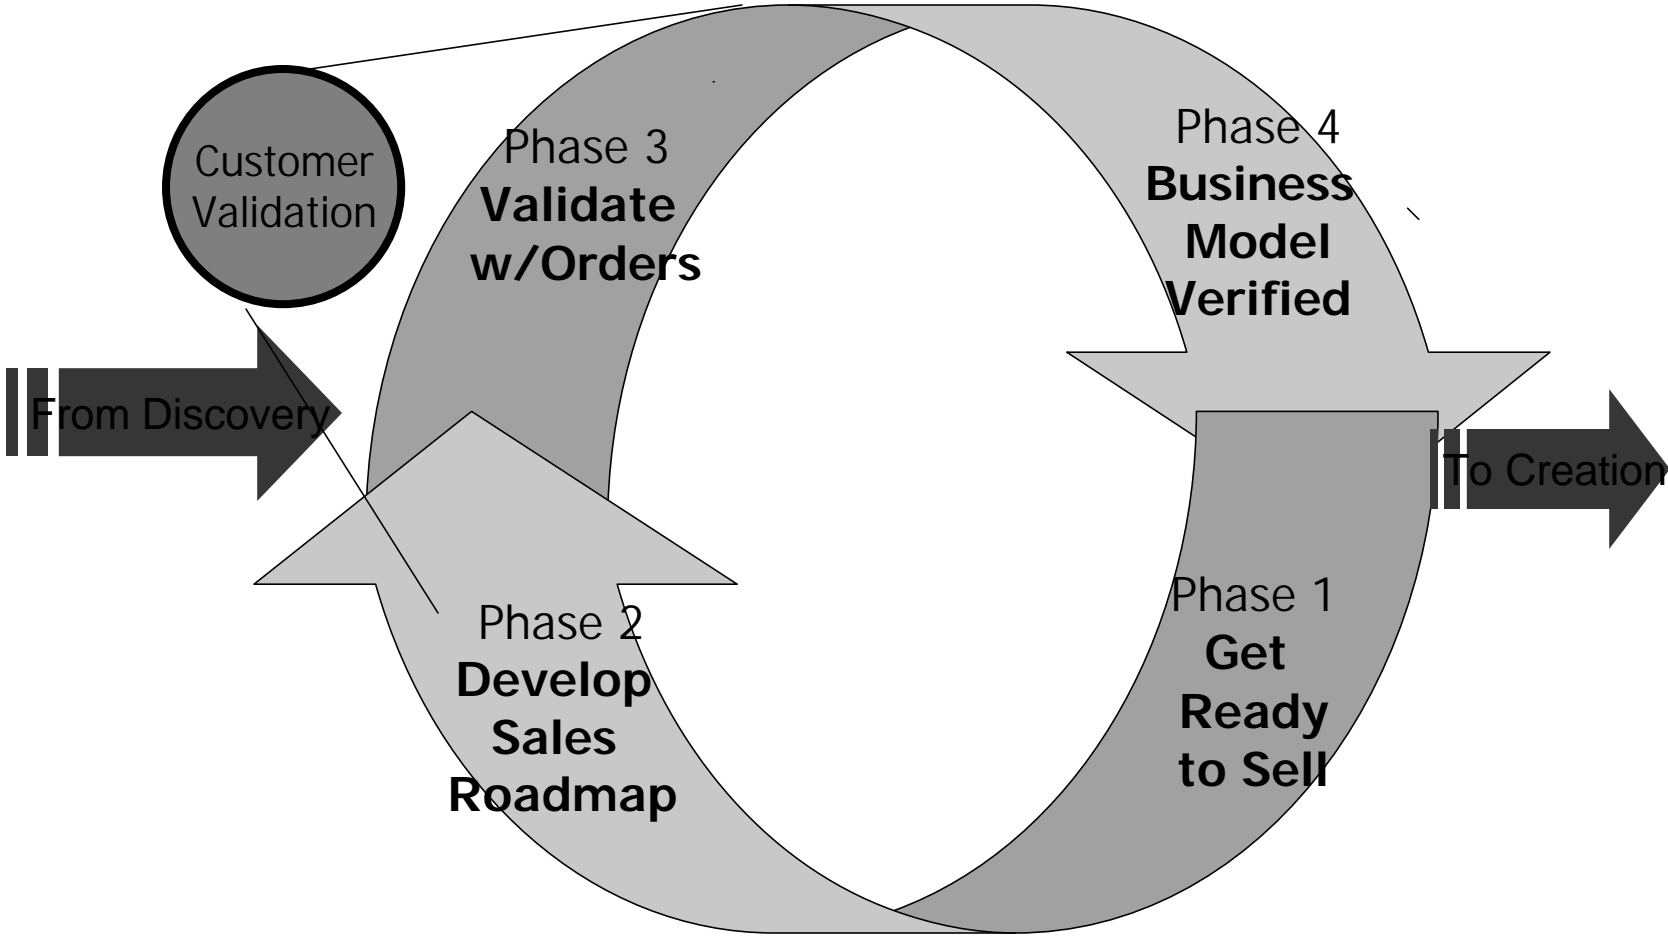 Customer
Validation
Phase 3
Validate
w/Orders
Phase 4
Business
Model
Verified
From Discovery
To Creation
Phase 2
Develop
Sales
Roadmap
Phase 1
Get
Ready
to Sell